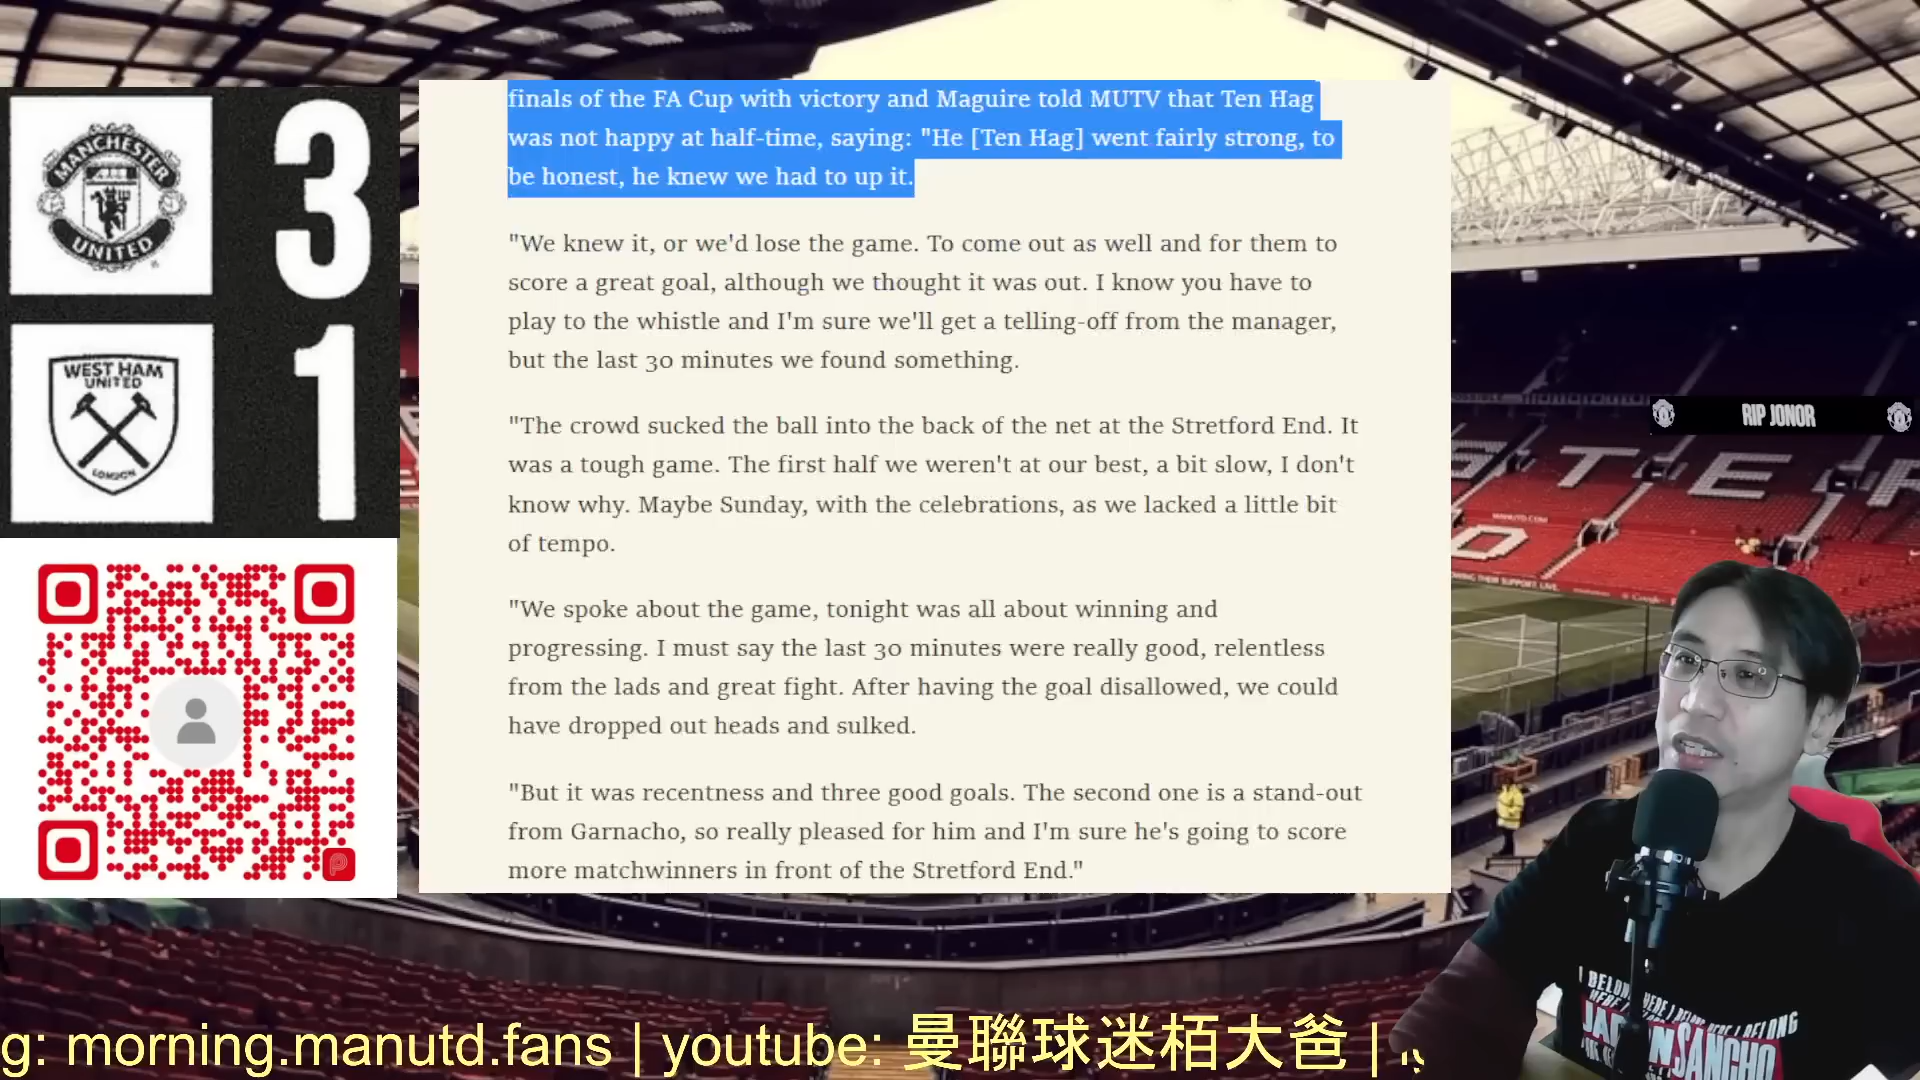 MANCHESTER
UNITED
3
WEST HAM
UNITED
LONDON
1
finals of the FA Cup with victory and Maguire told MUTV that Ten Hag
was not happy at half-time, saying: "He [Ten Hag] went fairly strong, to
be honest, he knew we had to up it.
"We knew it, or we'd lose the game. To come out as well and for them to
score a great goal, although we thought it was out. I know you have to
play to the whistle and I'm sure we'll get a telling-off from the manager,
but the last 30 minutes we found something.
"The crowd sucked the ball into the back of the net at the Stretford End. It
was a tough game. The first half we weren't at our best, a bit slow, I don't
know why. Maybe Sunday, with the celebrations, as we lacked a little bit
of tempo.
"We spoke about the game, tonight was all about winning and
progressing. I must say the last 30 minutes were really good, relentless
from the lads and great fight. After having the goal disallowed, we could
have dropped out heads and sulked.
"But it was recentness and three good goals. The second one is a stand-out
from Garnacho, so really pleased for him and I'm sure he's going to score
more matchwinners in front of the Stretford End."
RIP JONOR
STER
MANUTD.COM
I BELONG
HERE I BELONG
SANCHO
g: morning.manutd.fans | youtube: 曼聯球迷栢大爸 |